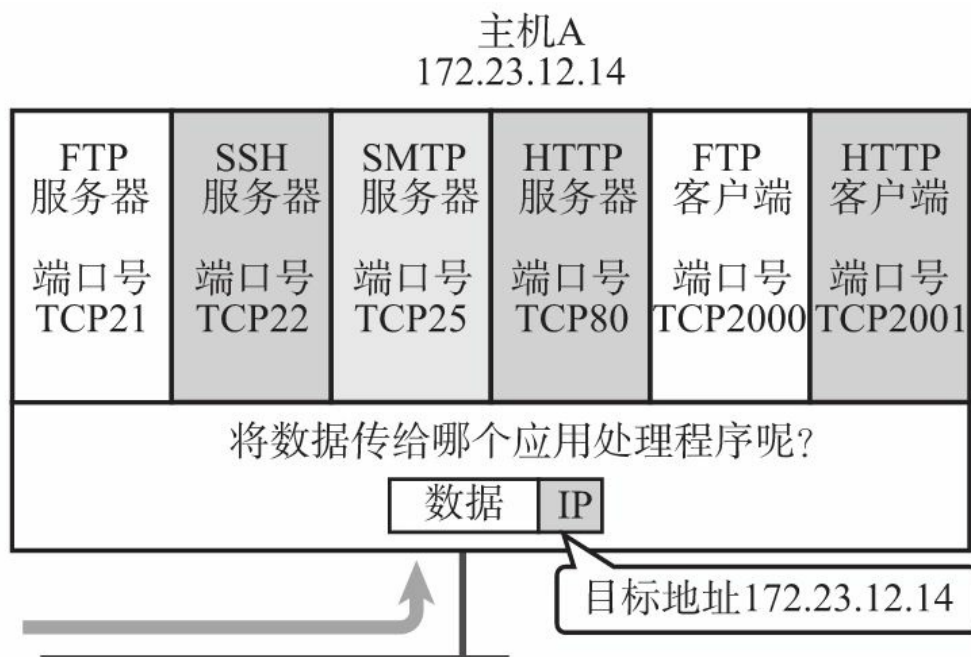 主机A
172.23.12.14
FTP
服务器
端口号
TCP21
SSH
服务器
端口号
TCP22
SMTP
服务器
端口号
TCP25
HTTP
服务器
端口号
TCP80
FTP
客户端
端口号
TCP2000
HTTP
客户端
端口号
TCP2001
将数据传给哪个应用处理程序呢?
数据 IP
目标地址172.23.12.14